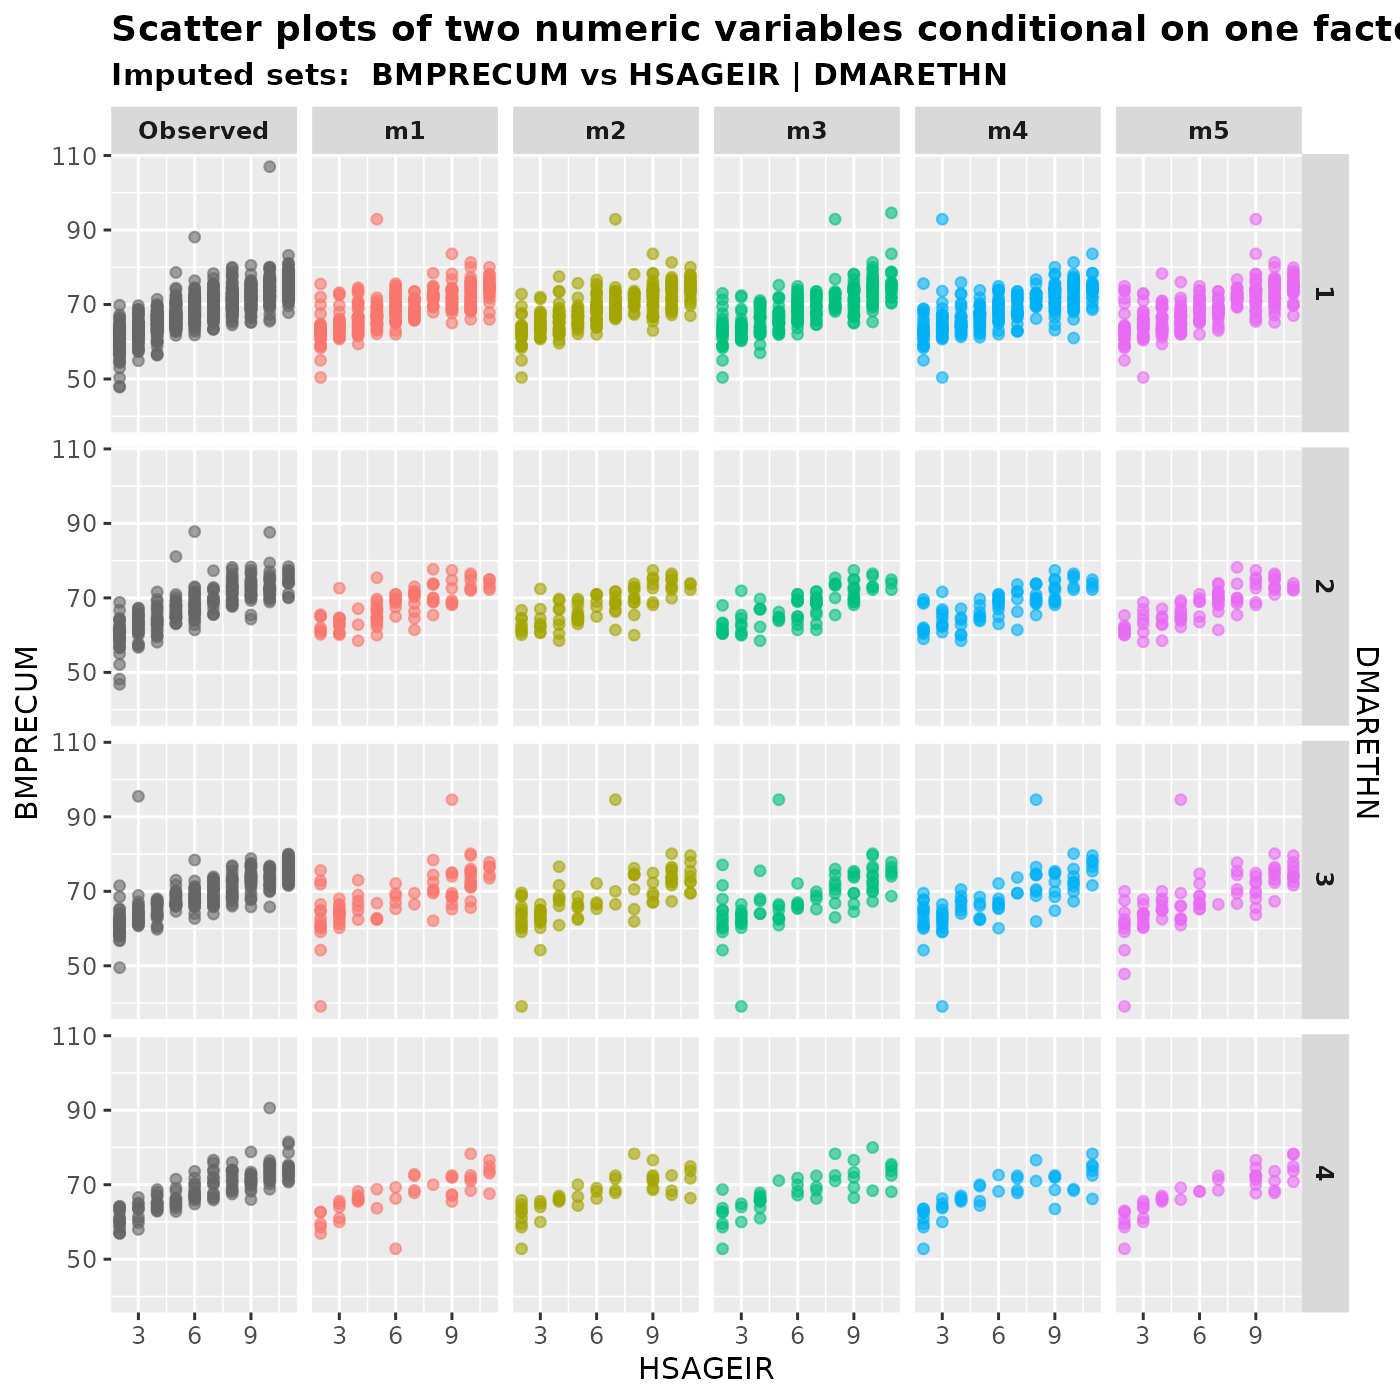 Scatter plots of two numeric variables conditional on one facto
Imputed sets:  BMPRECUM vs HSAGEIR | DMARETHN
Observed m1 m2 m3 m4 m5
110
90
70
50
1
110
90
70
50
2
110
90
70
50
3
110
90
70
50
4
BMPRECUM
DMARETHN
3 6 9 3 6 9 3 6 9 3 6 9 3 6 9 3 6 9
HSAGEIR